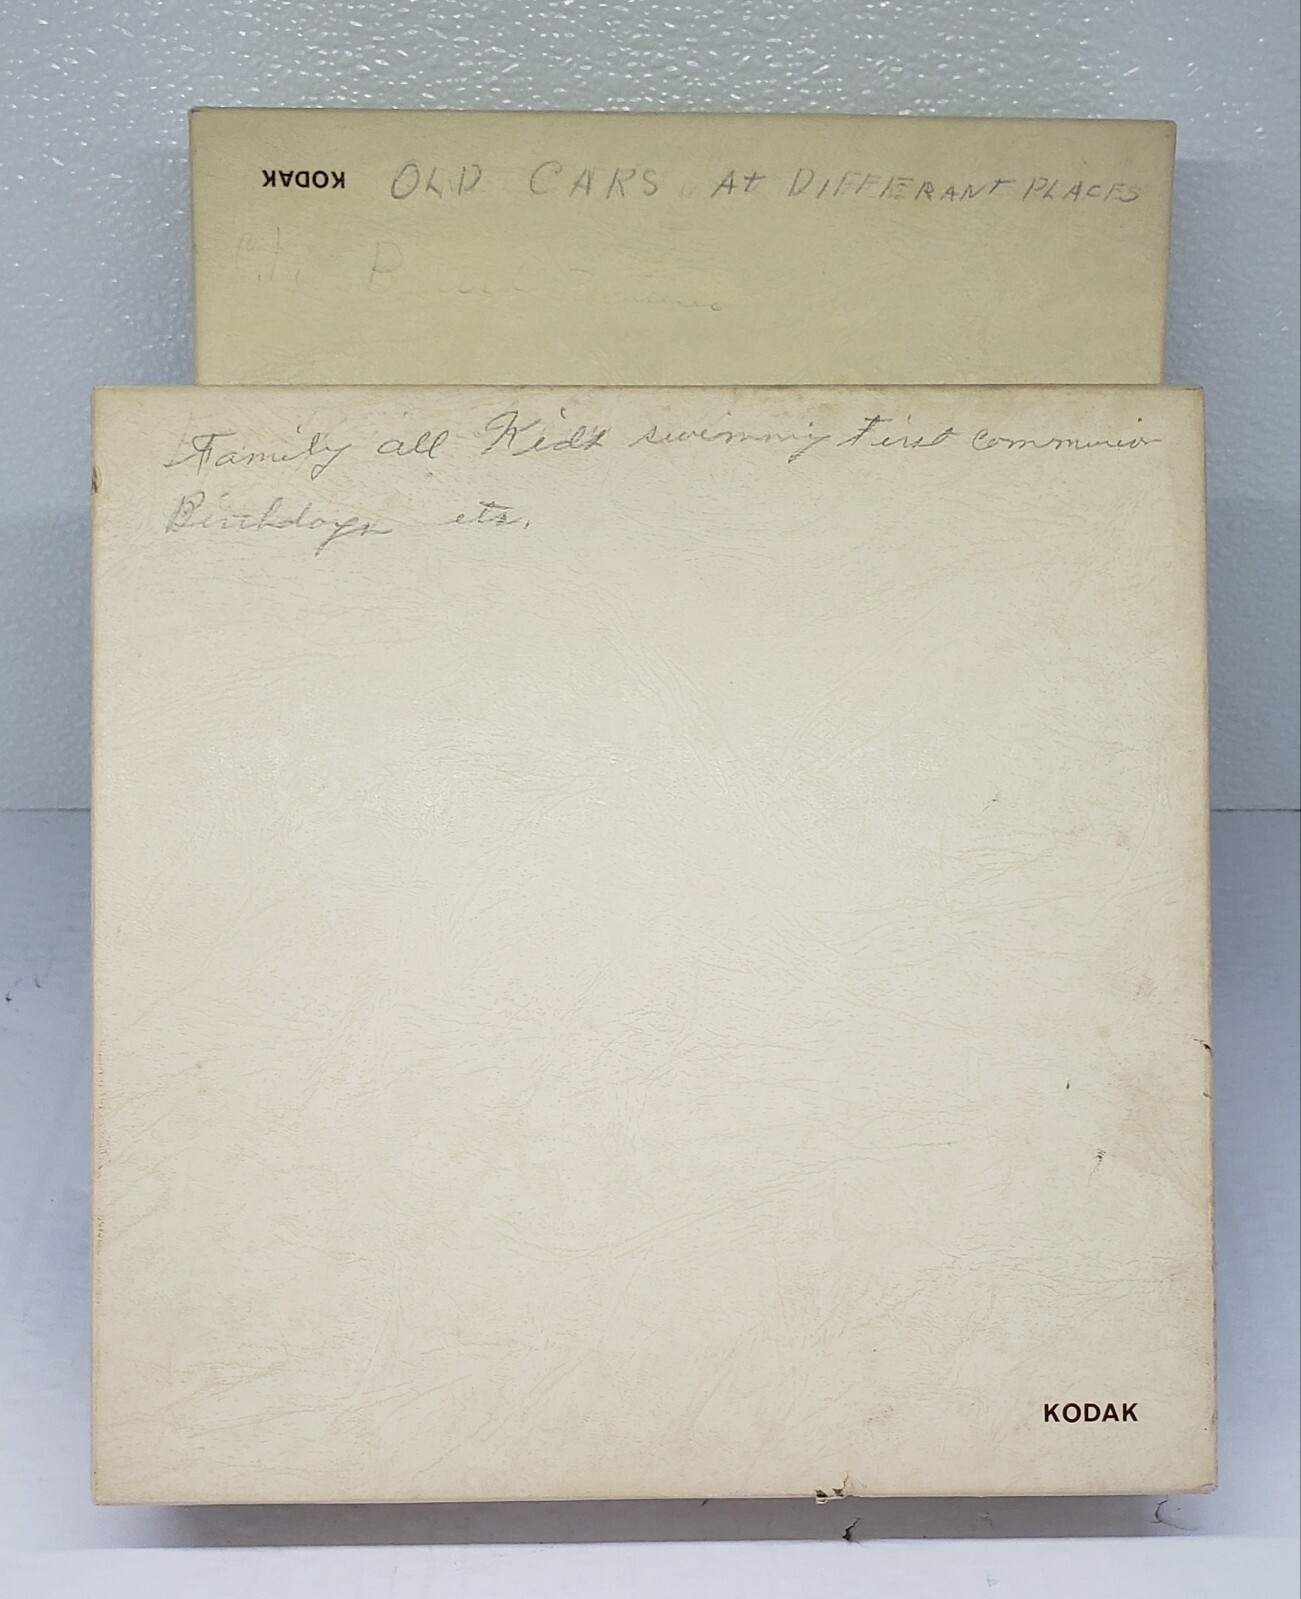 KODAK OLD CARS At DIFFERANT PLACES
Family all Kids swimming First Communion
Birthdays etc.
KODAK